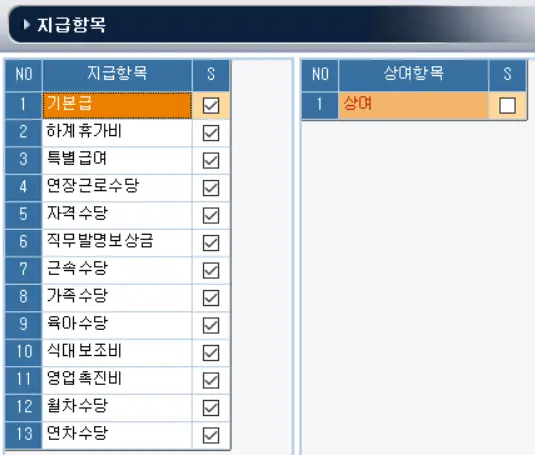 지급항목
NO 지급항목 S
1 기본급
2 하계휴가비
3 특별급여
4 연장근로수당
5 자격수당
6 직무발명보상금
7 근속수당
8 가족수당
9 육아수당
10 식대보조비
11 영업촉진비
12 월차수당
13 연차수당
NO 상여항목 S
1 상여